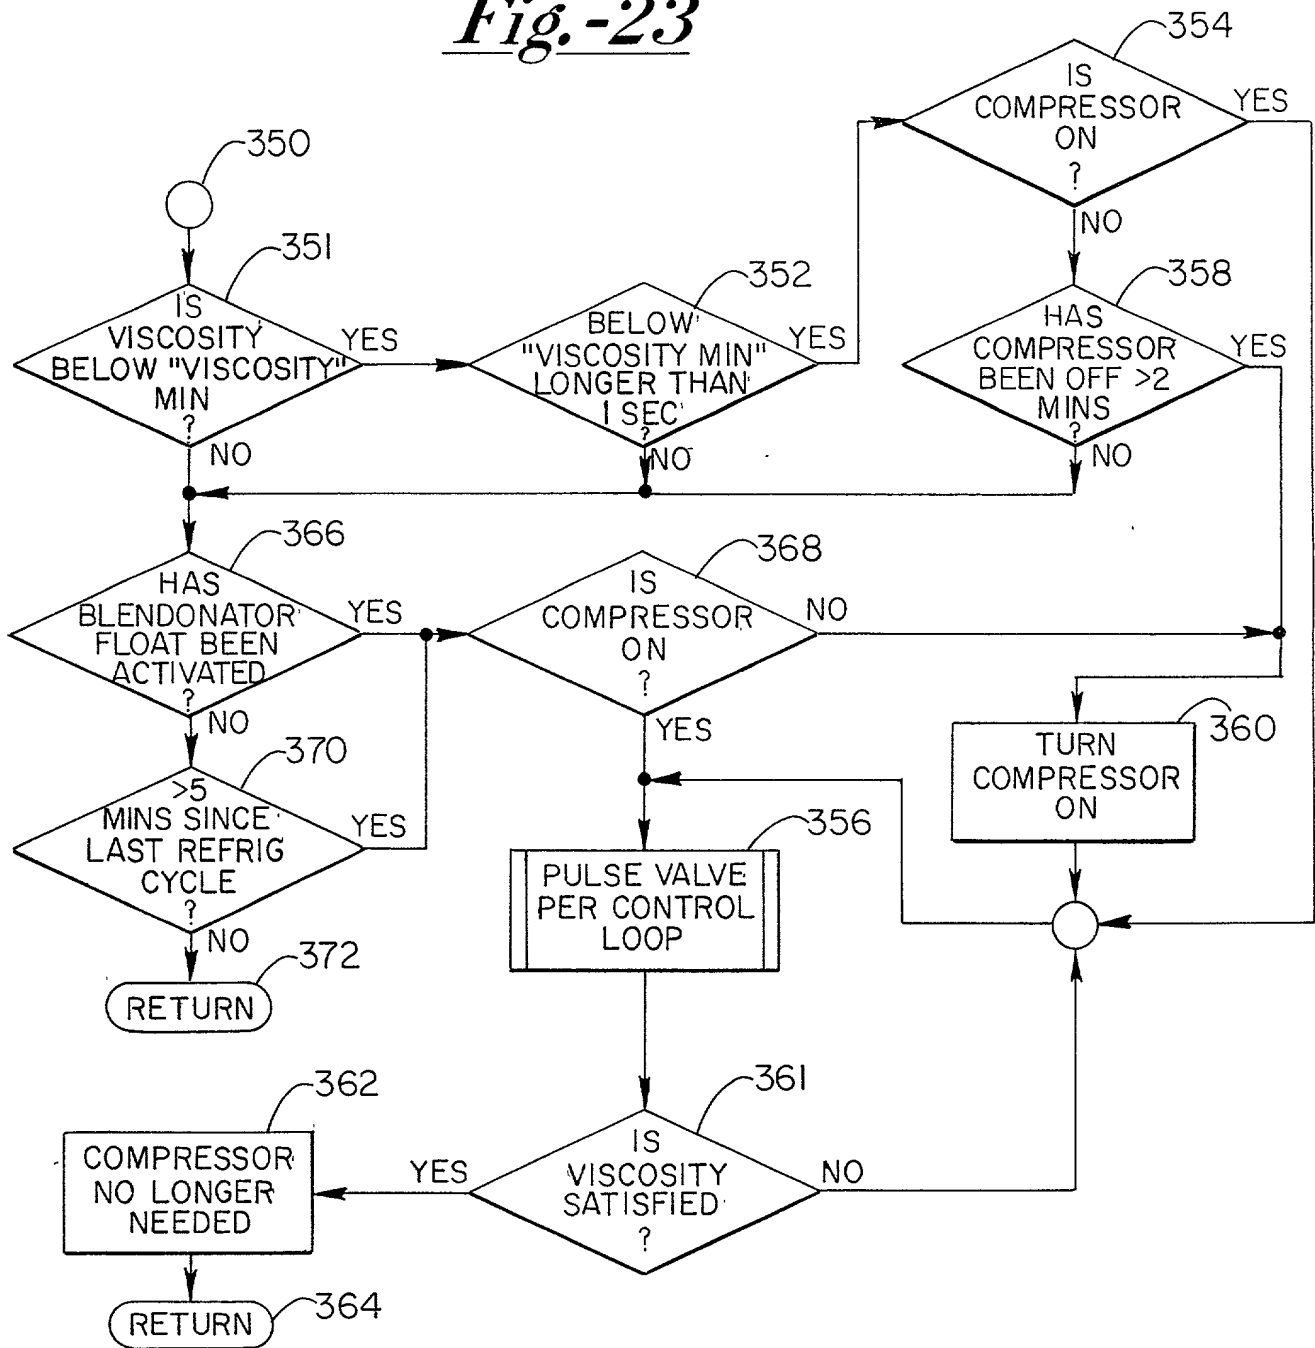 Fig.-23
350
351
IS
VISCOSITY
BELOW "VISCOSITY"
MIN
?
YES
NO
352
BELOW
"VISCOSITY MIN"
LONGER THAN
1 SEC
?
YES
NO
354
IS
COMPRESSOR
ON
?
YES
NO
358
HAS
COMPRESSOR
BEEN OFF >2
MINS
?
YES
NO
366
HAS
BLENDONATOR
FLOAT BEEN
ACTIVATED
?
YES
NO
368
IS
COMPRESSOR
ON
?
NO
YES
370
>5
MINS SINCE
LAST REFRIG
CYCLE
?
YES
NO
372
RETURN
360
TURN
COMPRESSOR
ON
356
PULSE VALVE
PER CONTROL
LOOP
361
IS
VISCOSITY
SATISFIED
?
YES
NO
362
COMPRESSOR
NO LONGER
NEEDED
364
RETURN